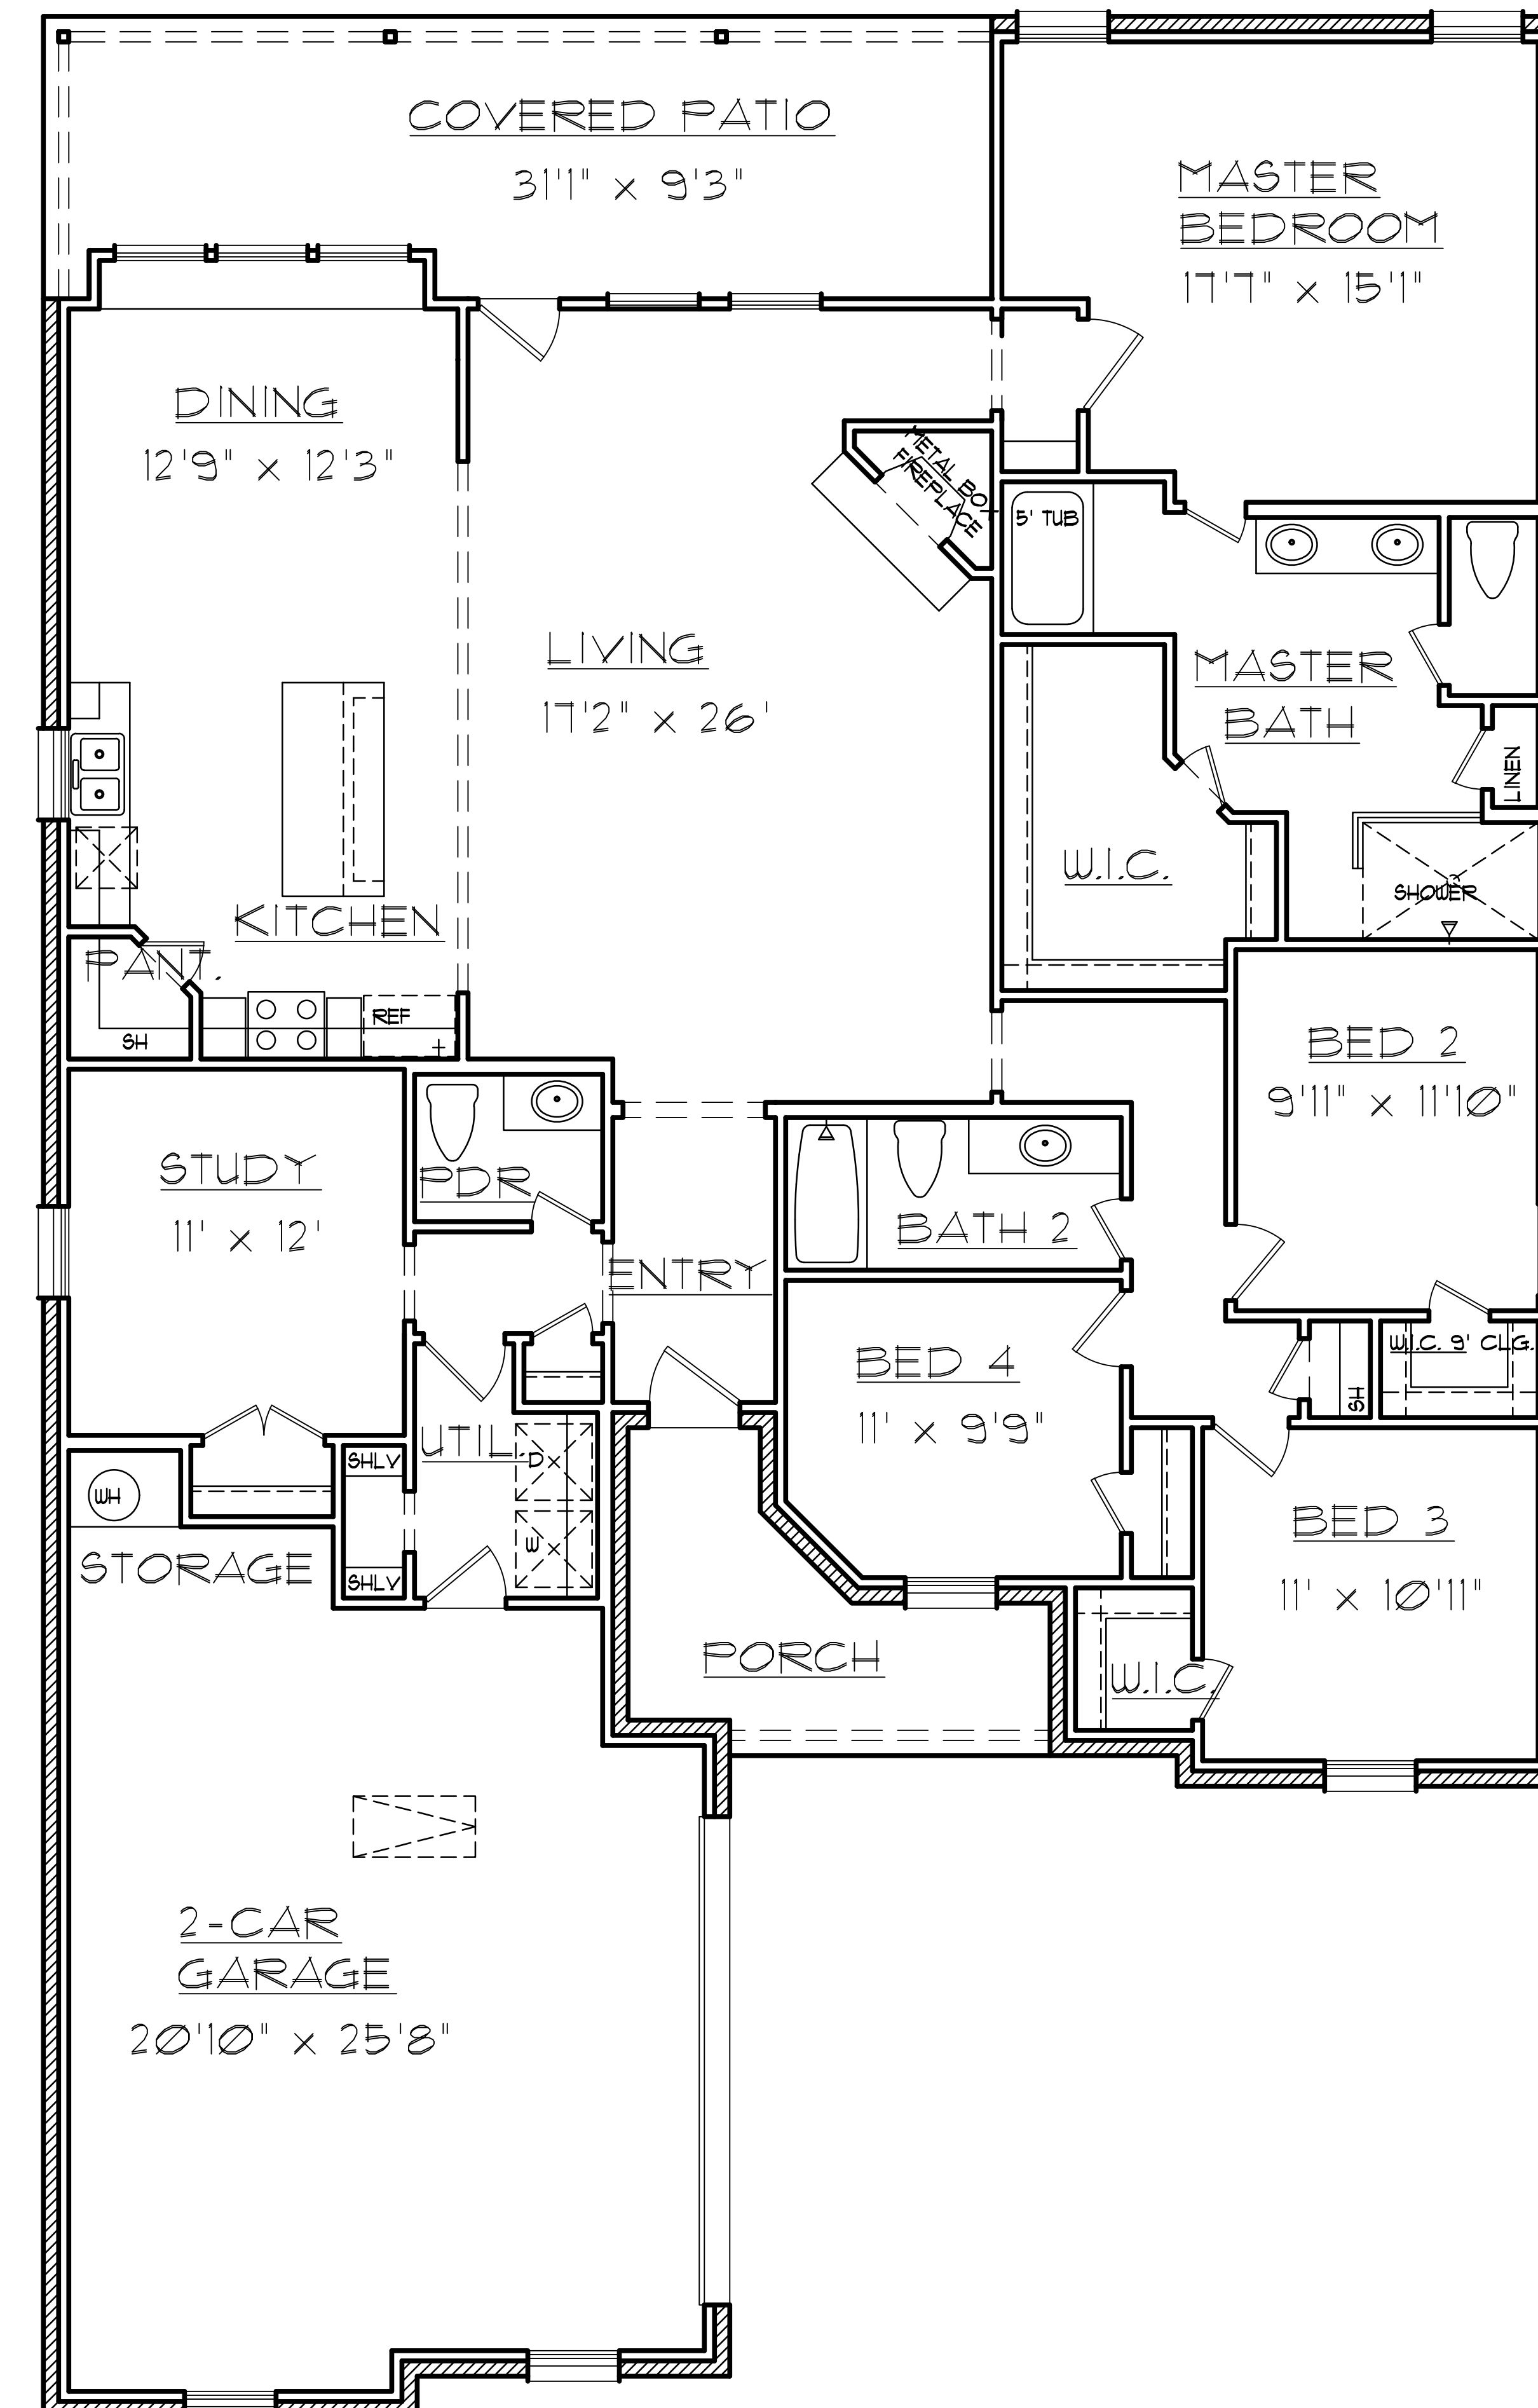 COVERED PATIO
31'1" x 9'3"
MASTER
BEDROOM
17'7" x 15'1"
DINING
12'9" x 12'3"
METAL BOX
FIREPLACE
5' TUB
LIVING
17'2" x 26'
MASTER
BATH
LINEN
W.I.C.
SHOWER
KITCHEN
PANT.
SH
REF
BED 2
9'11" x 11'10"
STUDY
11' x 12'
PDR
BATH 2
ENTRY
BED 4
11' x 9'9"
W.I.C. 9' CLG.
SH
UTIL.
D
W
SHLV
SHLV
WH
STORAGE
BED 3
11' x 10'11"
PORCH
W.I.C.
2-CAR
GARAGE
20'10" x 25'8"